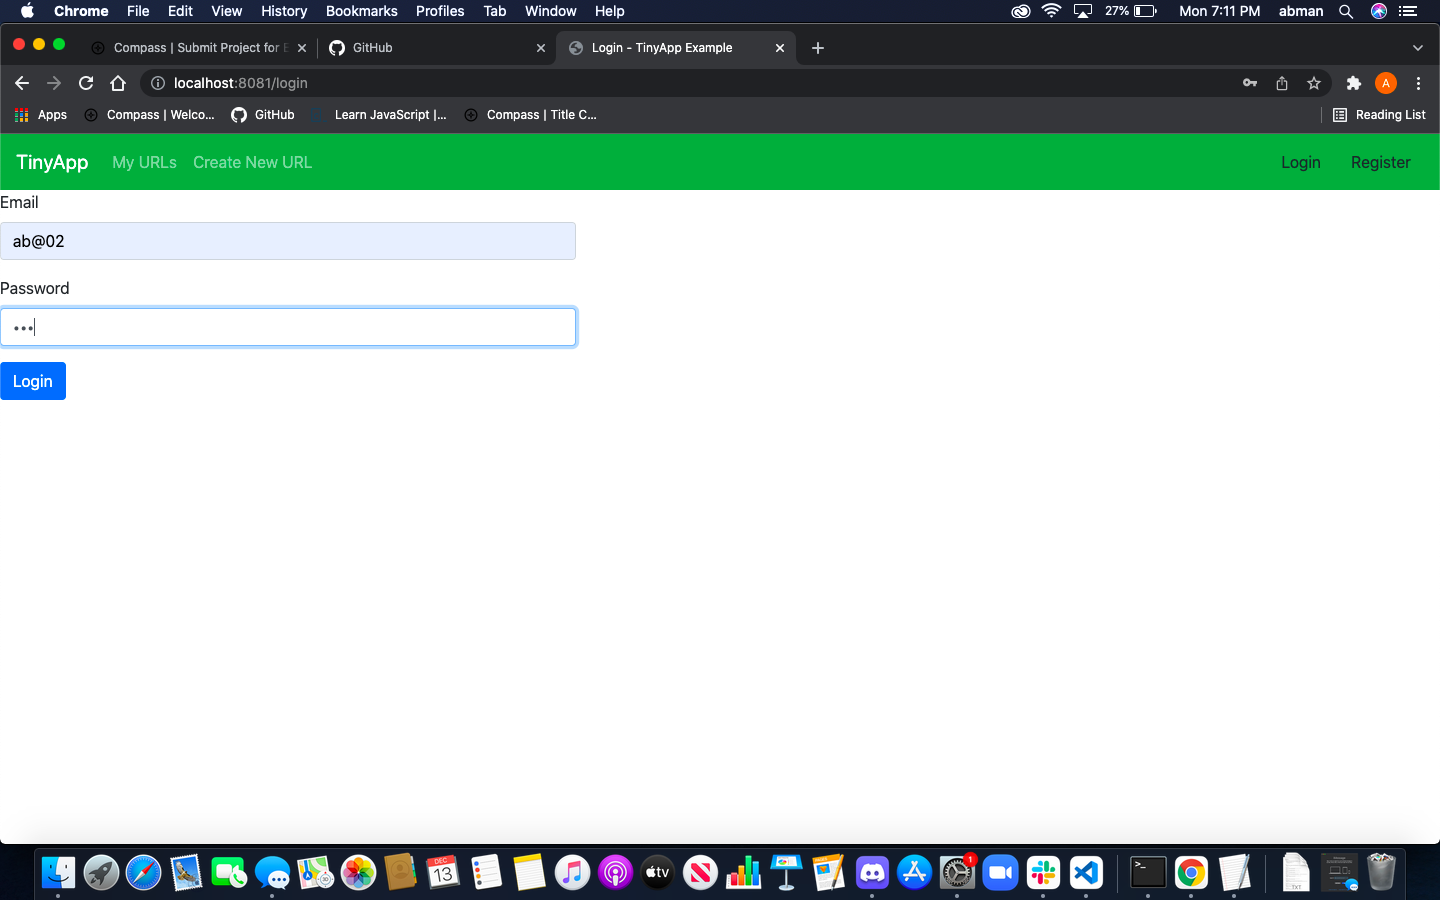 Chrome File Edit View History Bookmarks Profiles Tab Window Help 27% Mon 7:11 PM abman
Compass | Submit Project for GitHub Login - TinyApp Example
localhost:8081/login A
Apps Compass | Welco... GitHub Learn JavaScript |... Compass | Title C... Reading List
TinyApp My URLs Create New URL Login Register
Email
ab@02
Password
•••
Login
DEC
13
tv
1
>_
TXT